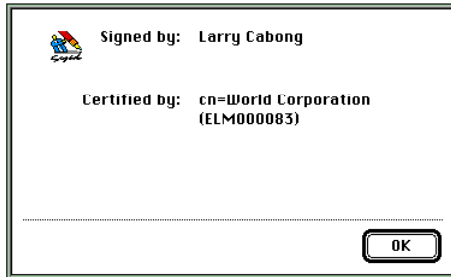 Signed by: Larry Cabong
Certified by: cn=World Corporation
(ELM000083)
OK